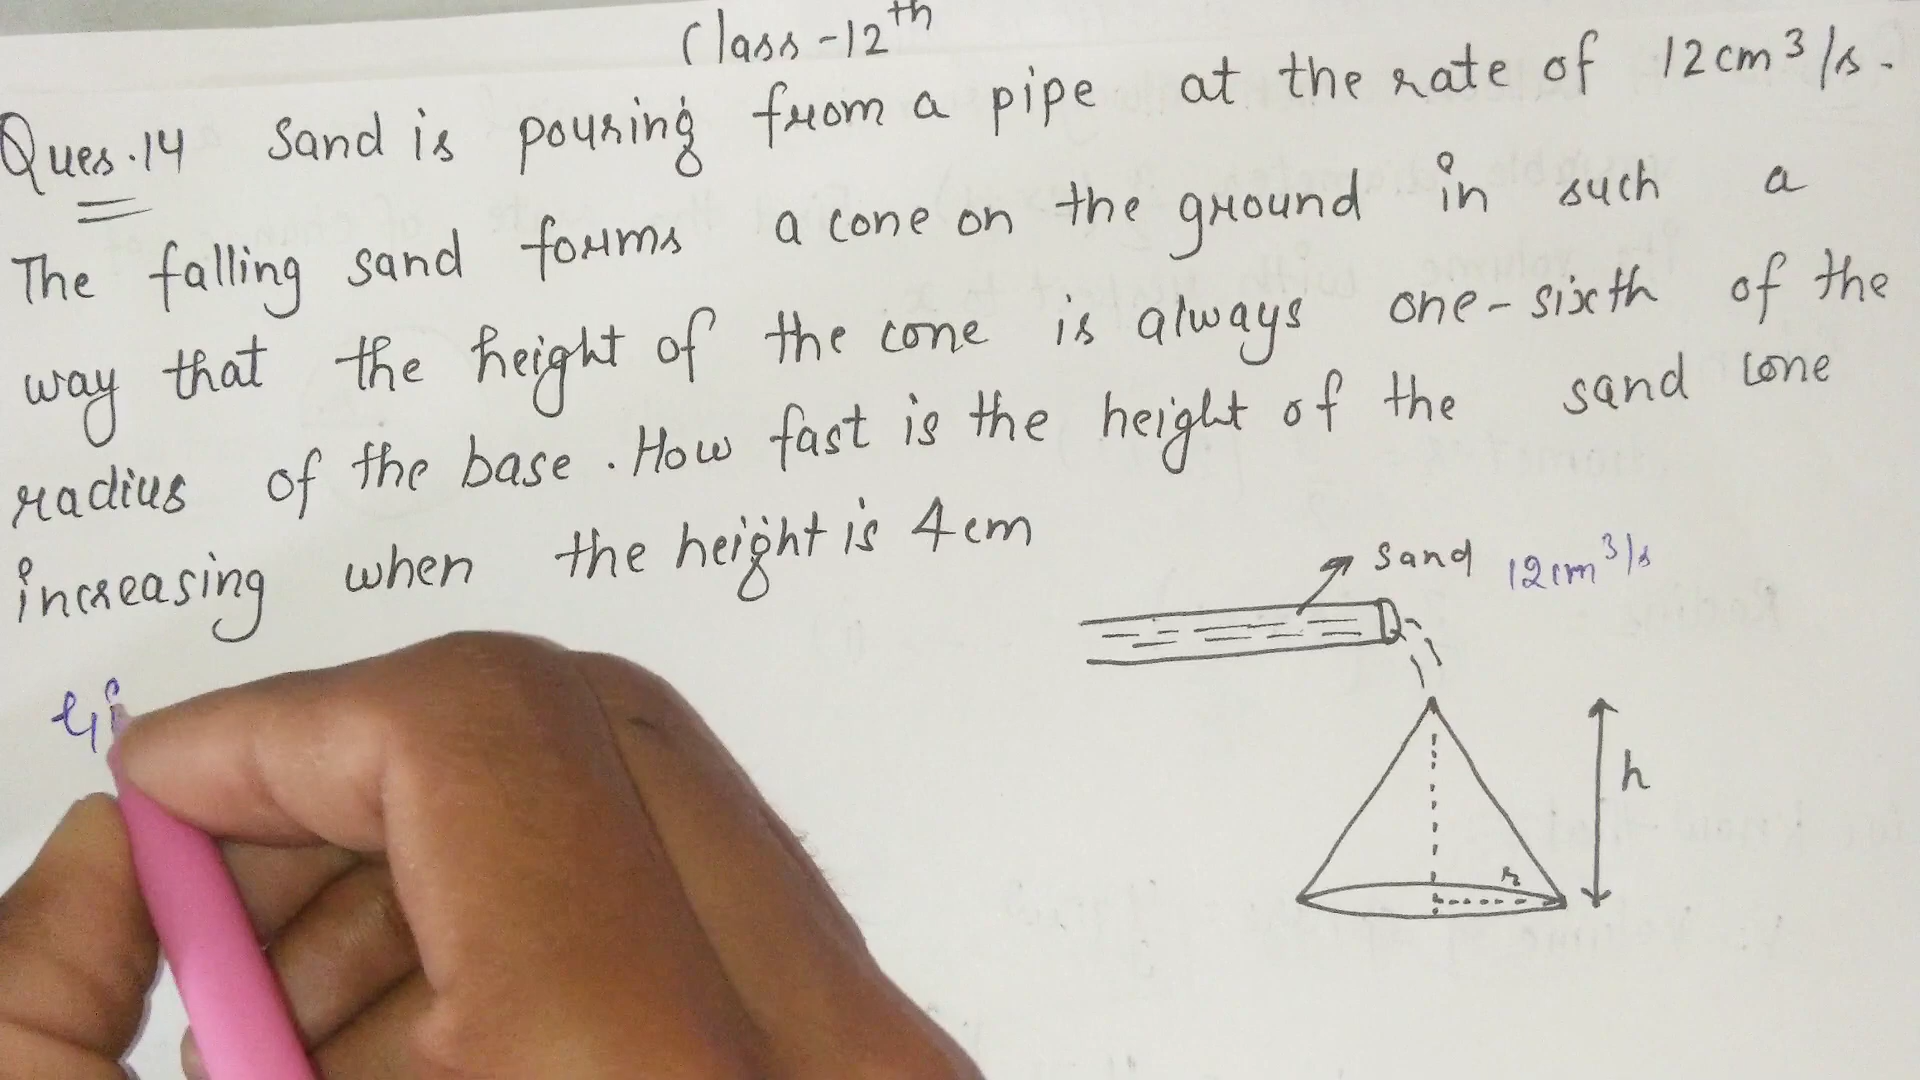 Class-12th
Ques.14 Sand is pouring from a pipe at the rate of 12cm³/s.
The falling sand forms a cone on the ground in such a
way that the height of the cone is always one-sixth of the
radius of the base. How fast is the height of the sand cone
increasing when the height is 4cm
sand 12cm³/s
h
r